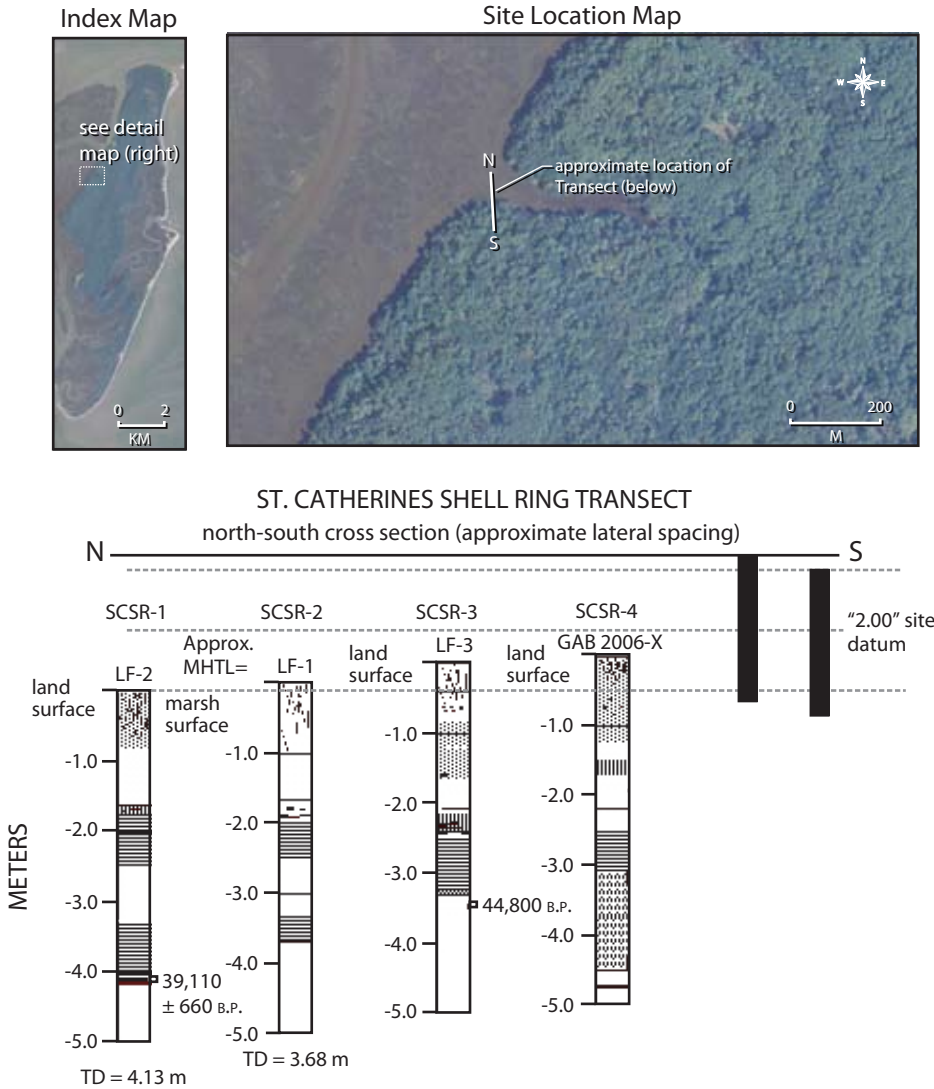 Index Map
Site Location Map
see detail
map (right)
0 2
KM
N
W E
S
N
approximate location of
Transect (below)
S
0 200
M
ST. CATHERINES SHELL RING TRANSECT
north-south cross section (approximate lateral spacing)
N S
SCSR-1 SCSR-2 SCSR-3 SCSR-4
"2.00" site
datum
LF-2
Approx.
MHTL=
LF-1
land
surface
LF-3
land
surface
GAB 2006-X
land
surface
marsh
surface
METERS
-1.0
-2.0
-3.0
-4.0
-5.0
39,110
± 660 B.P.
TD = 4.13 m
-1.0
-2.0
-3.0
-4.0
-5.0
TD = 3.68 m
-1.0
-2.0
-3.0
-4.0
-5.0
44,800 B.P.
-1.0
-2.0
-3.0
-4.0
-5.0